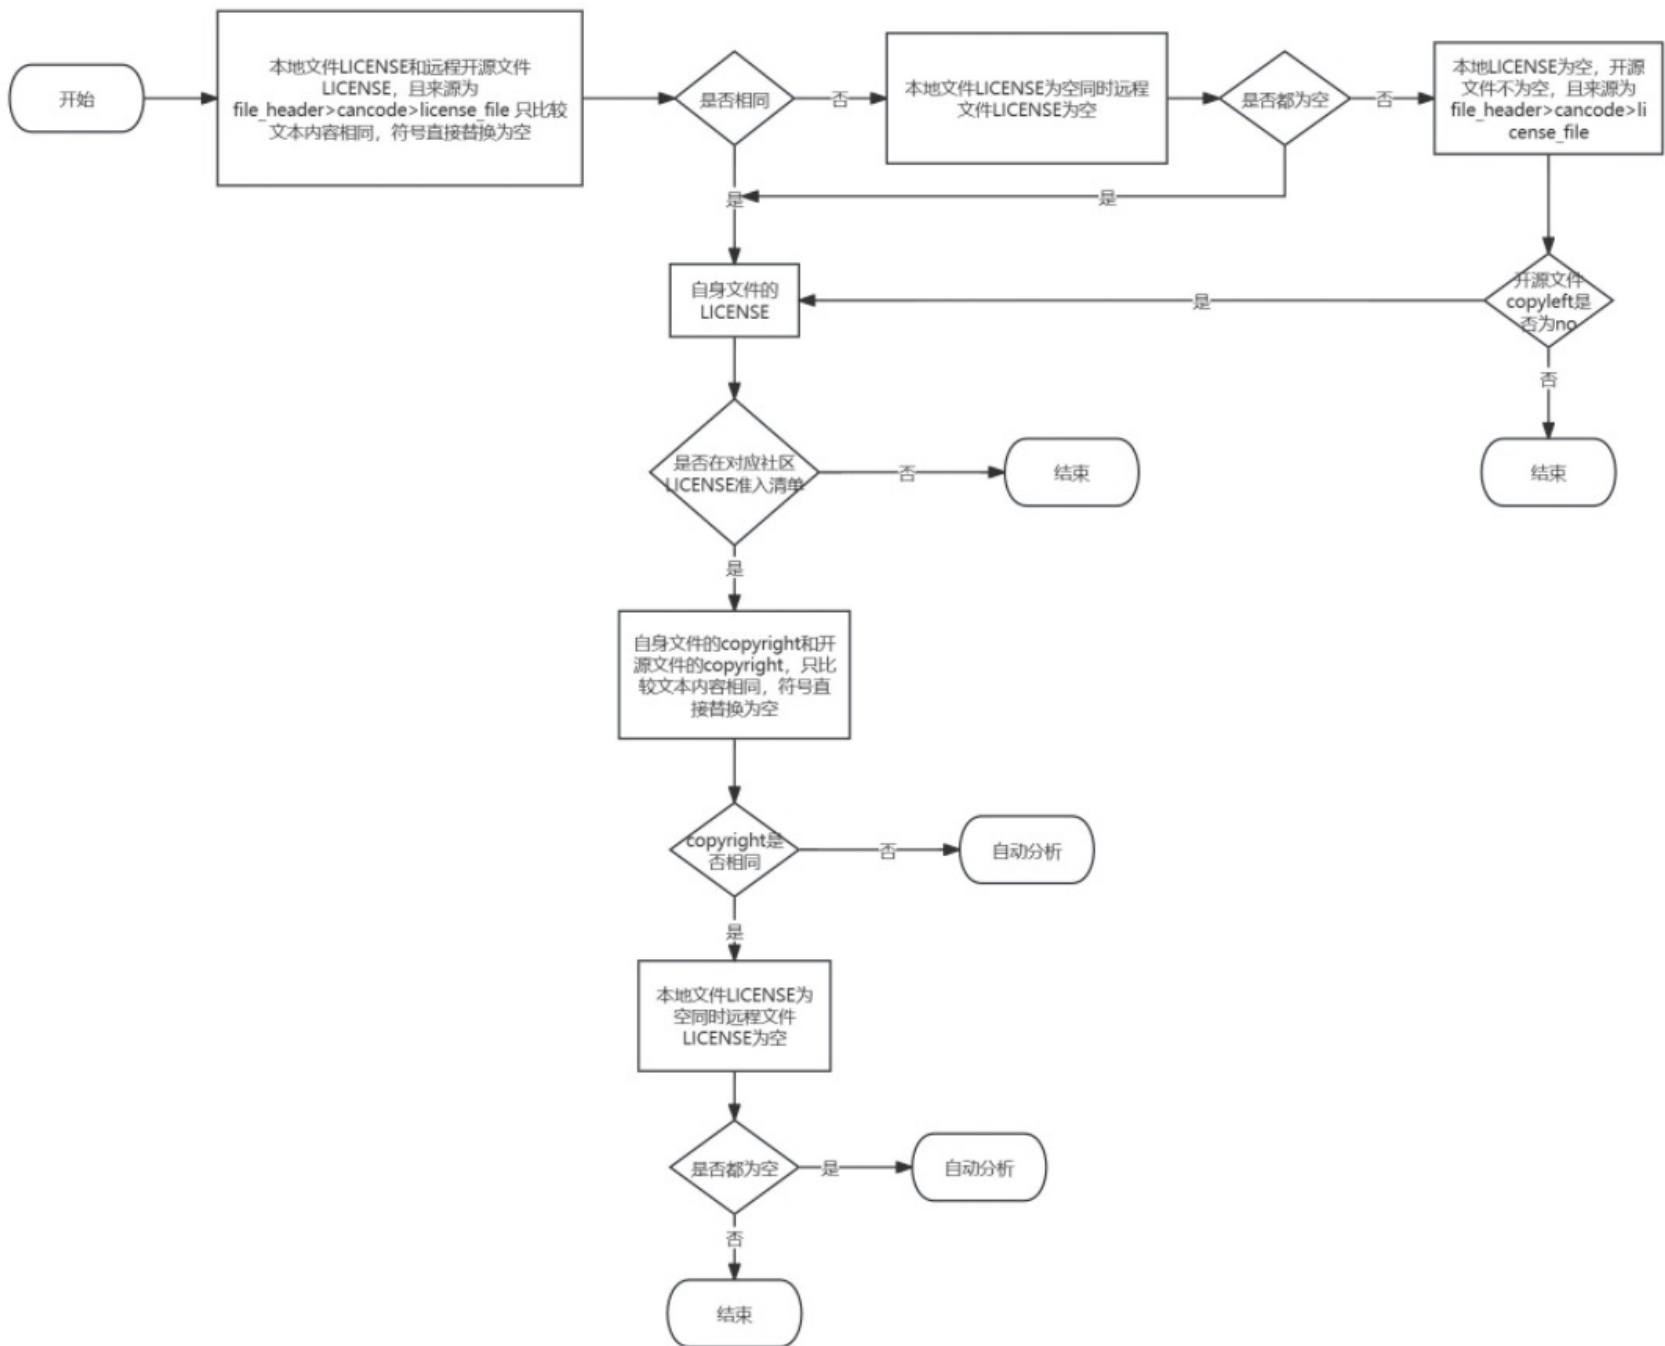 开始
本地文件LICENSE和远程开源文件
LICENSE，且来源为
file_header>cancode>license_file 只比较
文本内容相同，符号直接替换为空
是否相同
否
本地文件LICENSE为空同时远程
文件LICENSE为空
是否都为空
否
本地LICENSE为空，开源
文件不为空，且来源为
file_header>cancode>li
cense_file
是
是
自身文件的
LICENSE
是
开源文件
copyleft是
否为no
否
结束
是否在对应社区
LICENSE准入清单
否
结束
是
自身文件的copyright和开
源文件的copyright，只比
较文本内容相同，符号直
接替换为空
copyright是
否相同
否
自动分析
是
本地文件LICENSE为
空同时远程文件
LICENSE为空
是否都为空
是
自动分析
否
结束